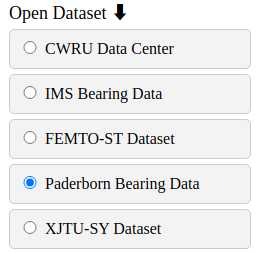 Open Dataset ⬇
CWRU Data Center
IMS Bearing Data
FEMTO-ST Dataset
Paderborn Bearing Data
XJTU-SY Dataset